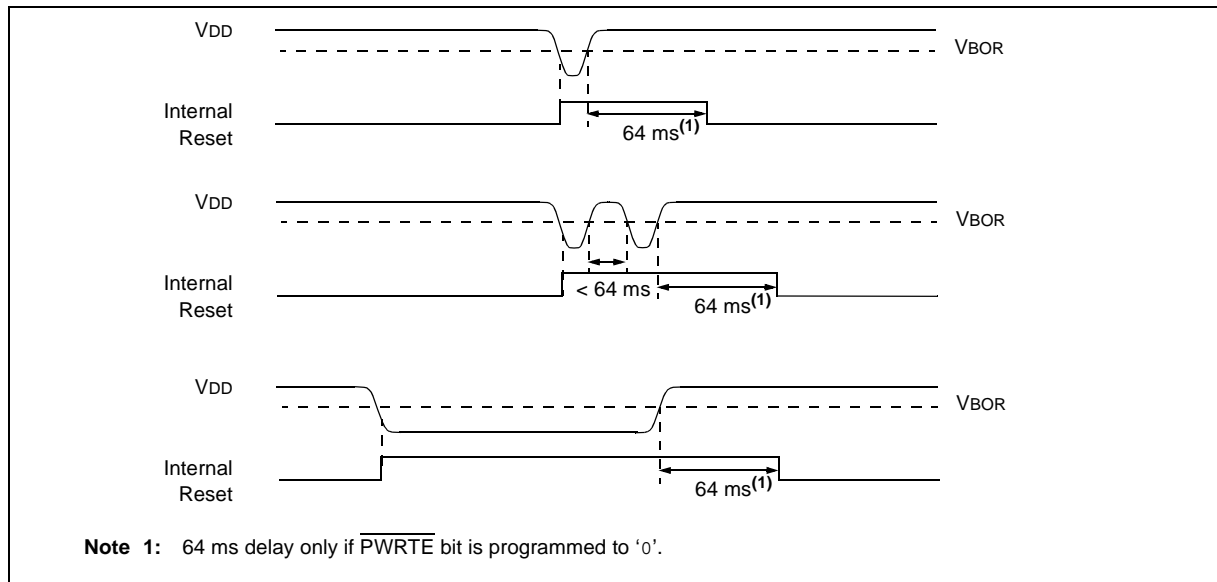 VDD
VBOR
Internal
Reset
64 ms(1)
VDD
VBOR
Internal
Reset
< 64 ms
64 ms(1)
VDD
VBOR
Internal
Reset
64 ms(1)
Note 1: 64 ms delay only if PWRTE bit is programmed to ‘0’.